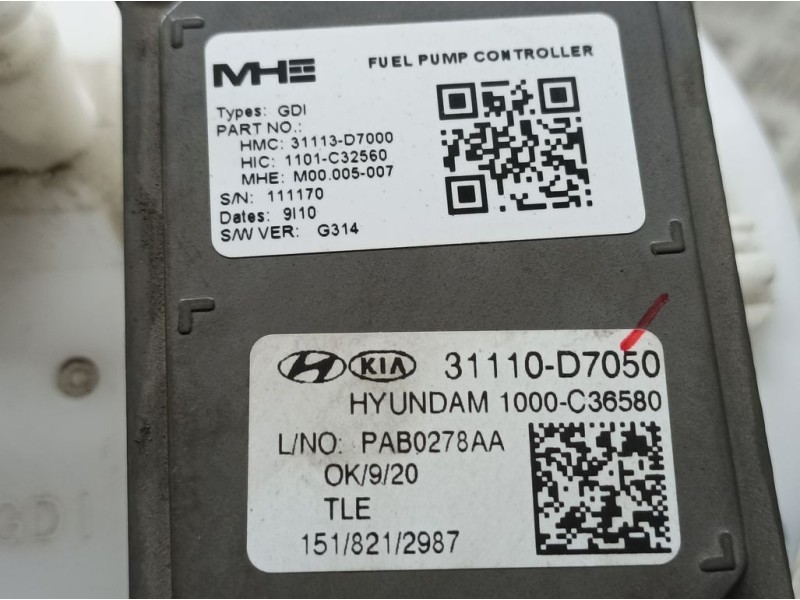 MHE FUEL PUMP CONTROLLER
Types: GDI
PART NO.:
HMC: 31113-D7000
HIC: 1101-C32560
MHE: M00.005-007
S/N: 111170
Dates: 9I10
S/W VER: G314
HYUNDAI KIA 31110-D7050
HYUNDAM 1000-C36580
L/NO: PAB0278AA
OK/9/20
TLE
151/821/2987
GDI